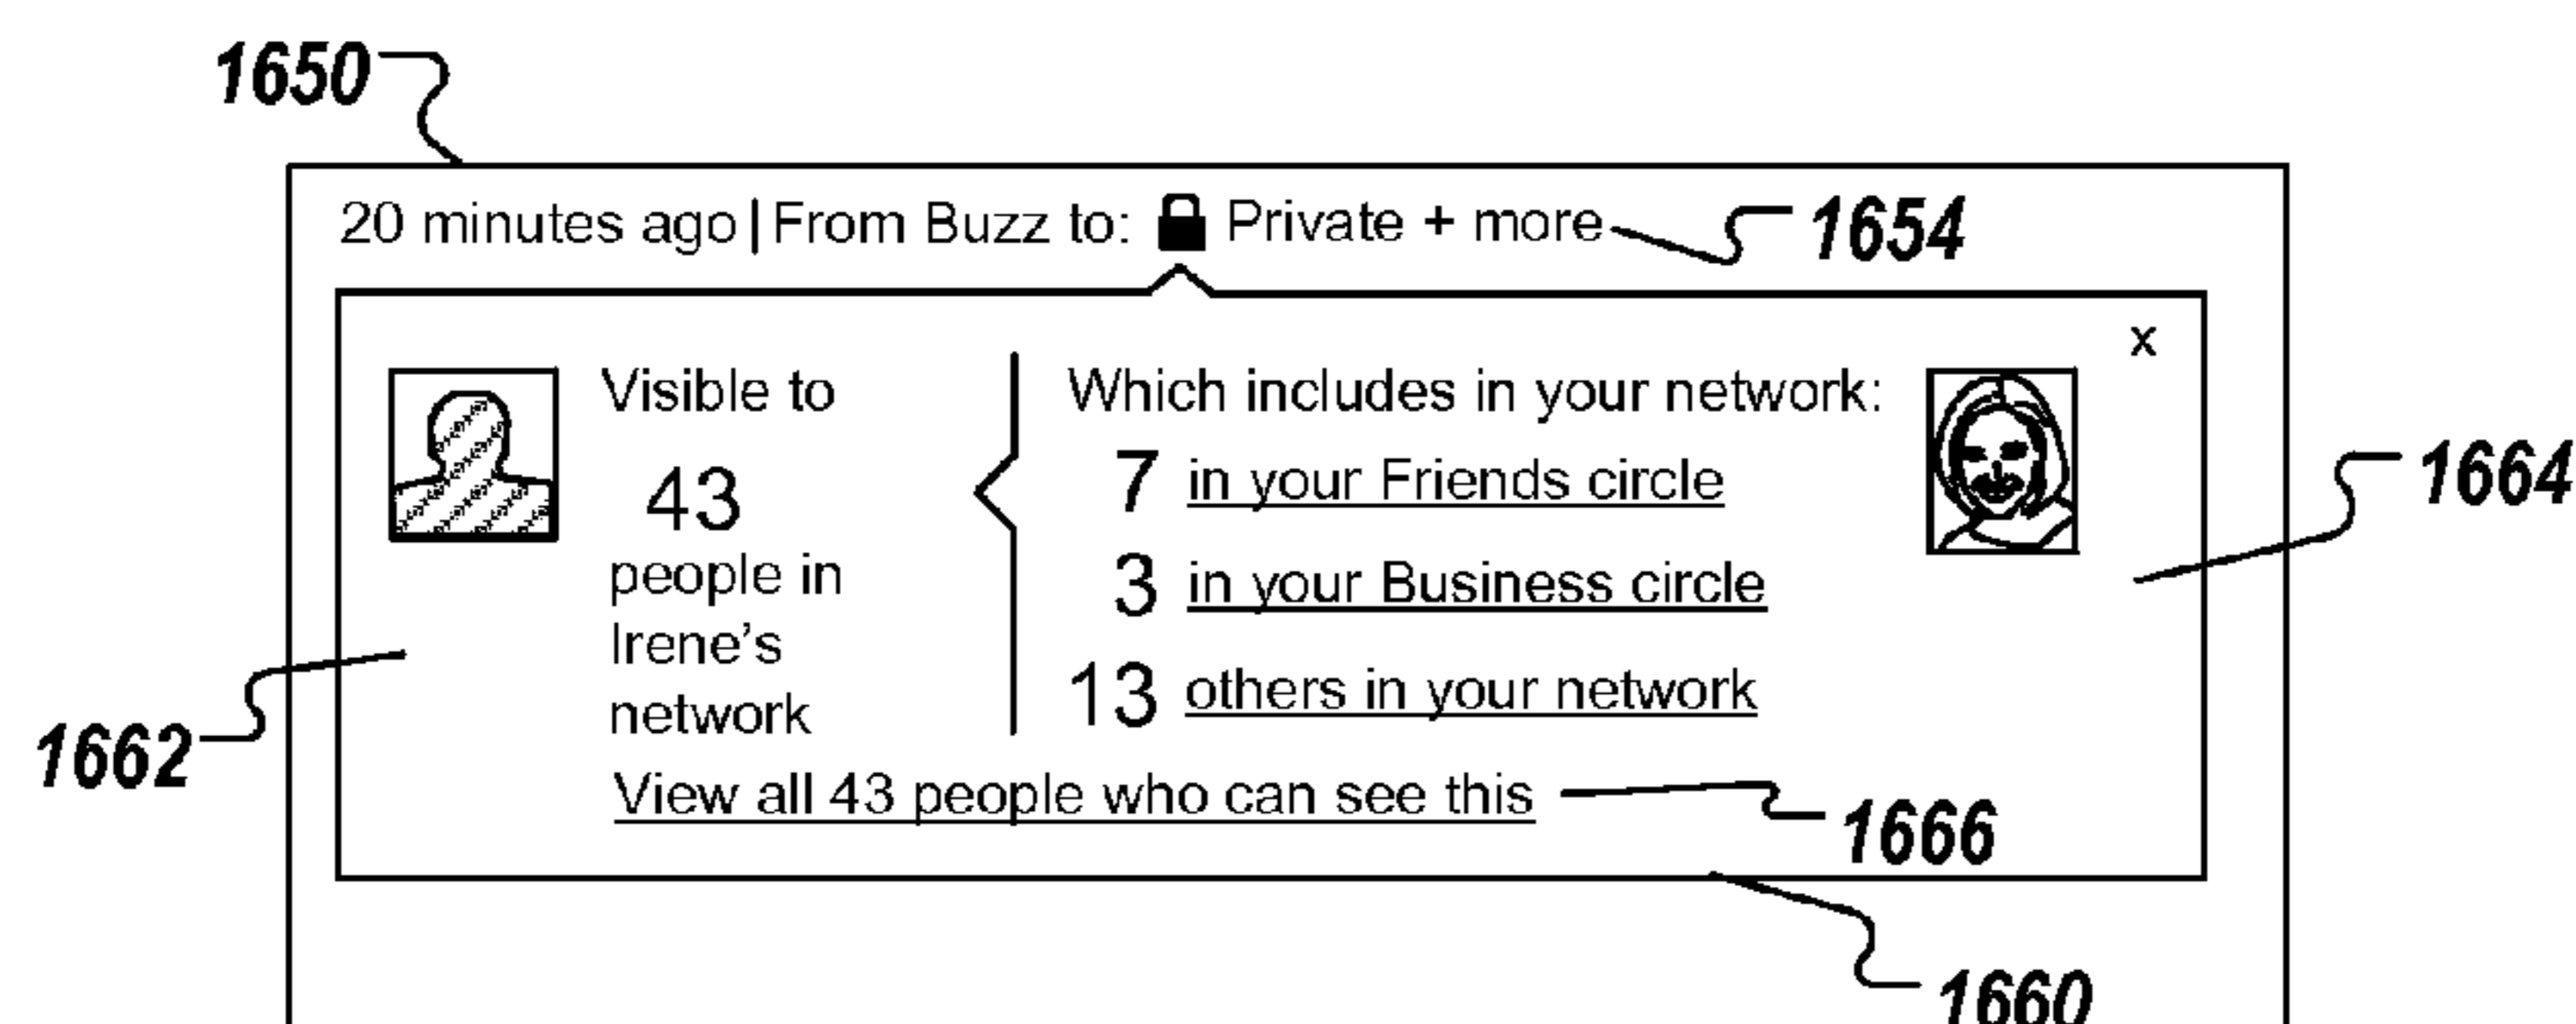 1650
20 minutes ago | From Buzz to: Private + more
1654
x
Visible to
43
people in
Irene's
network
Which includes in your network:
7 in your Friends circle
3 in your Business circle
13 others in your network
1664
1662
View all 43 people who can see this
1666
1660